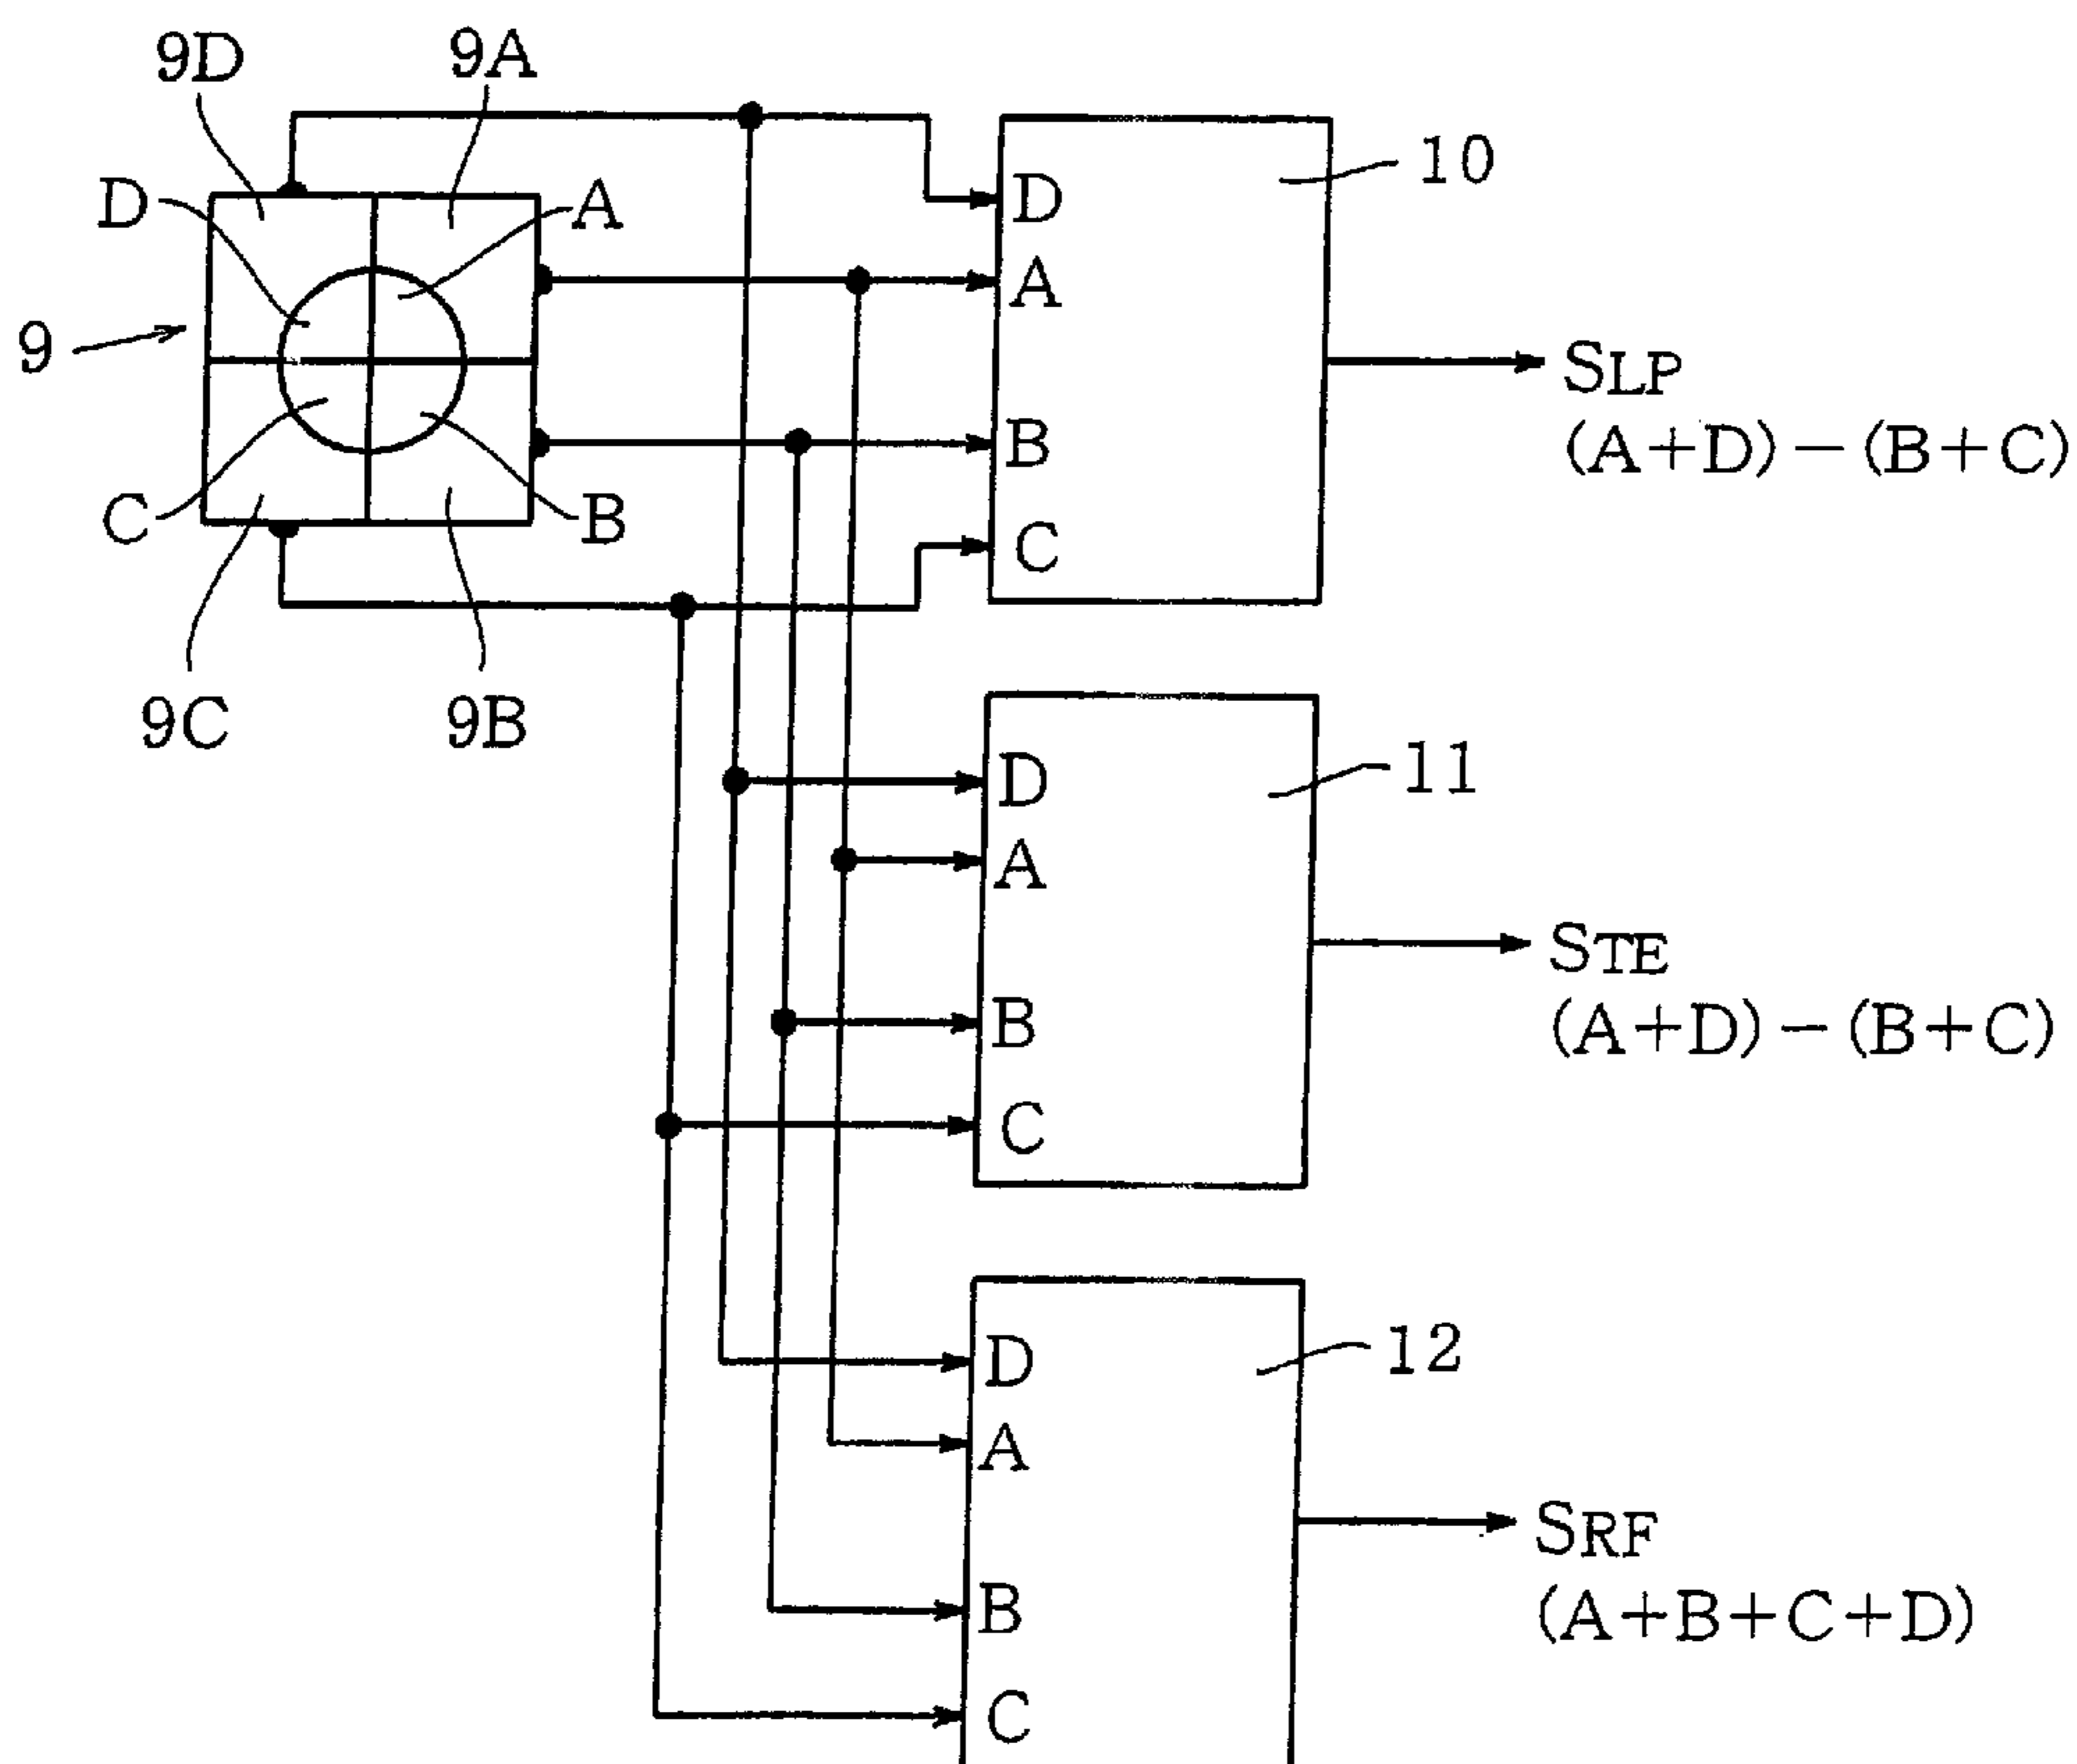 9D
9A
D
A
9
C
B
9C
9B
D
A
B
C
10
SLP
(A+D)−(B+C)
D
A
B
C
11
STE
(A+D)−(B+C)
D
A
B
C
12
SRF
(A+B+C+D)